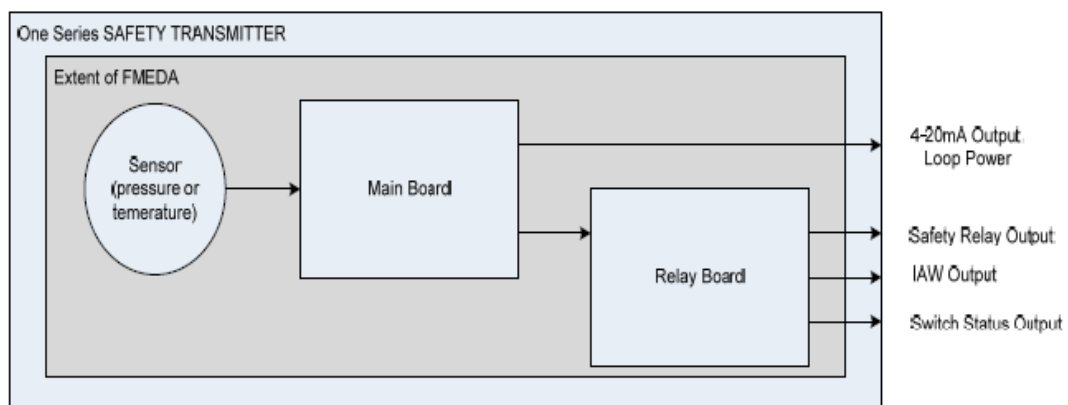 One Series SAFETY TRANSMITTER
Extent of FMEDA
Sensor
(pressure or
temerature)
Main Board
Relay Board
4-20mA Output
Loop Power
Safety Relay Output
IAW Output
Switch Status Output